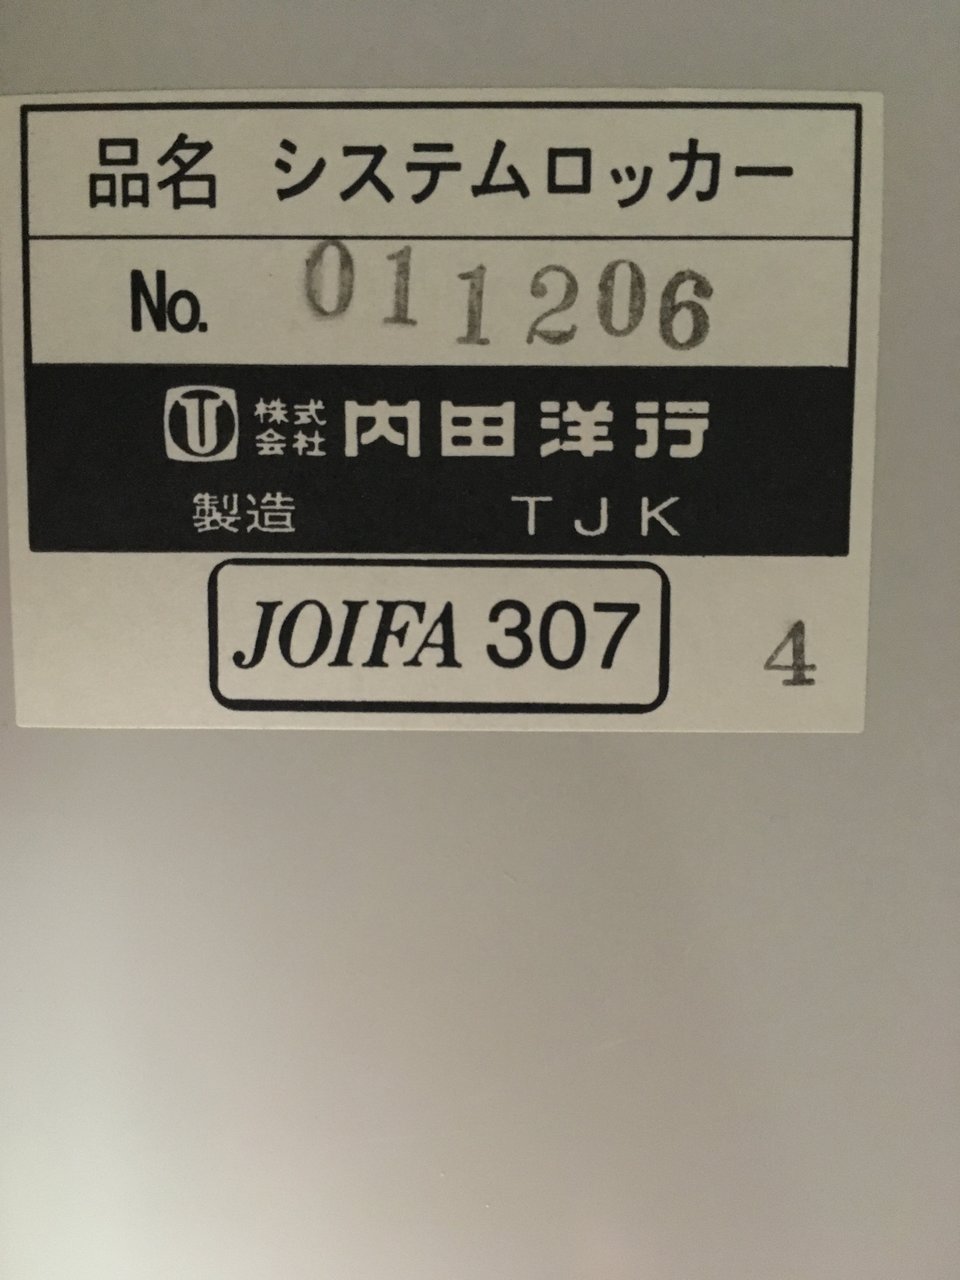 品名 システムロッカー
No. 011206
株式会社 内田洋行
製造 TJK
JOIFA 307
4